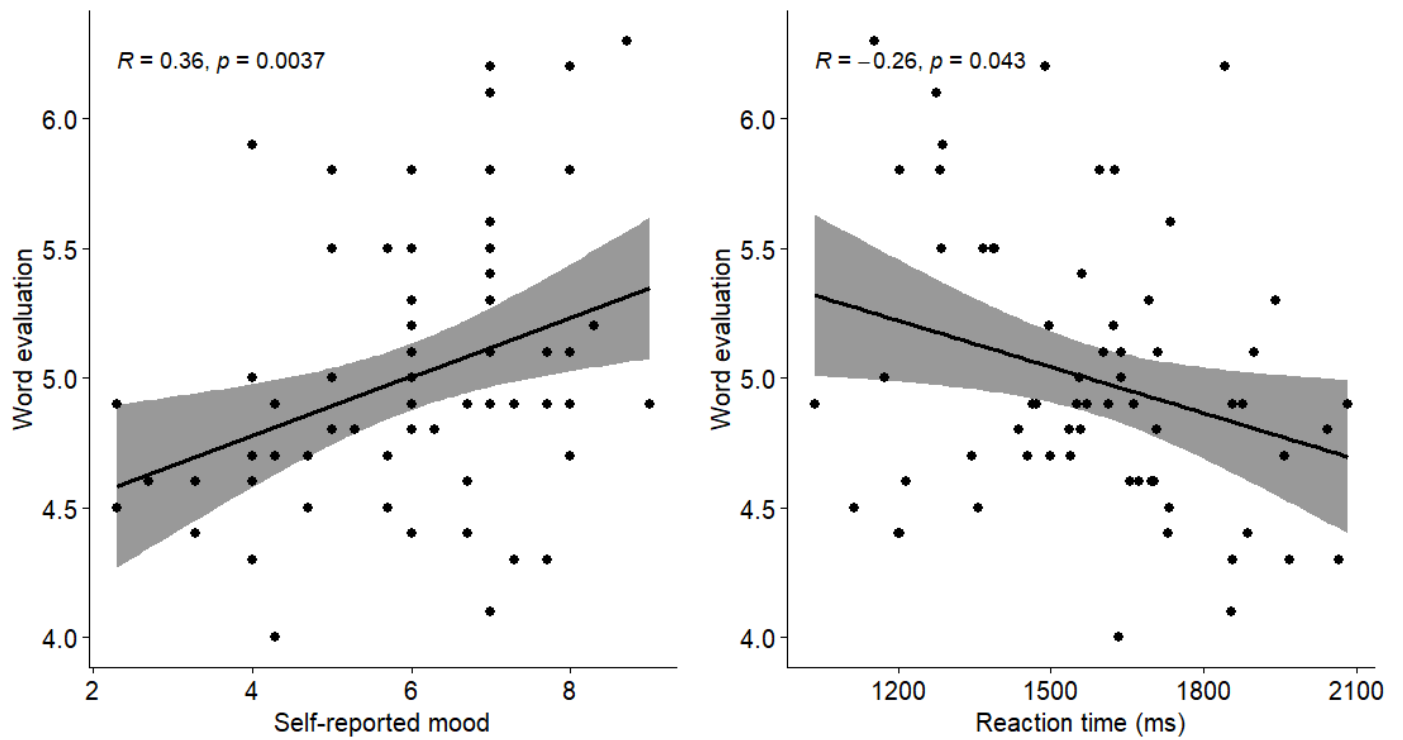 R = 0.36, p = 0.0037
6.0
5.5
5.0
4.5
4.0
Word evaluation
2 4 6 8
Self-reported mood
R = −0.26, p = 0.043
6.0
5.5
5.0
4.5
4.0
Word evaluation
1200 1500 1800 2100
Reaction time (ms)